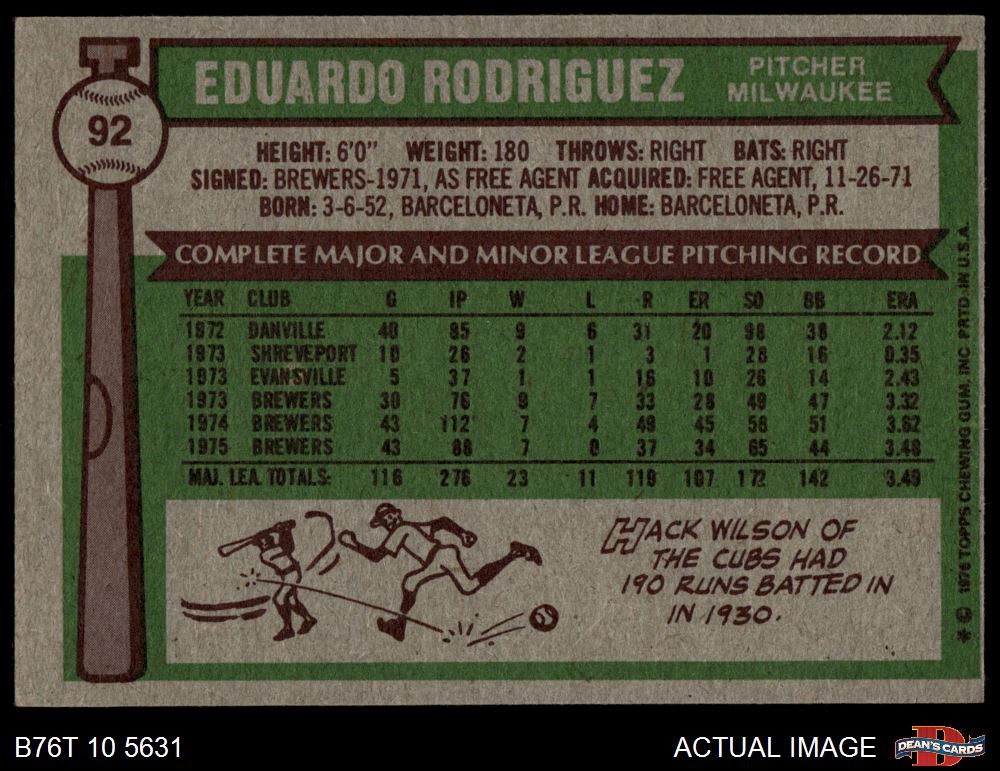 92
EDUARDO RODRIGUEZ
PITCHER
MILWAUKEE
HEIGHT: 6'0" WEIGHT: 180 THROWS: RIGHT BATS: RIGHT
SIGNED: BREWERS-1971, AS FREE AGENT ACQUIRED: FREE AGENT, 11-26-71
BORN: 3-6-52, BARCELONETA, P.R. HOME: BARCELONETA, P.R.
COMPLETE MAJOR AND MINOR LEAGUE PITCHING RECORD
YEAR CLUB G IP W L R ER SO BB ERA
1972 DANVILLE 40 85 9 6 31 20 98 38 2.12
1973 SHREVEPORT 10 26 2 1 3 1 28 16 0.35
1973 EVANSVILLE 5 37 1 1 16 10 26 14 2.43
1973 BREWERS 30 76 9 7 33 28 49 47 3.32
1974 BREWERS 43 112 7 4 49 45 58 51 3.62
1975 BREWERS 43 88 7 0 37 34 65 44 3.48
MAJ. LEA. TOTALS: 116 276 23 11 119 107 172 142 3.49
HACK WILSON OF
THE CUBS HAD
190 RUNS BATTED IN
IN 1930.
* © 1976 TOPPS CHEWING GUM, INC. PRTD. IN U.S.A.
B76T 10 5631
ACTUAL IMAGE
DEAN'S CARDS